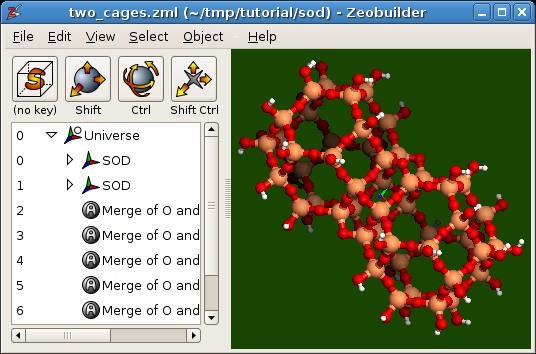 two_cages.zml (~/tmp/tutorial/sod) - Zeobuilder
File Edit View Select Object Help
S
(no key) Shift Ctrl Shift Ctrl
0 Universe
0 SOD
1 SOD
2 Merge of O and
3 Merge of O and
4 Merge of O and
5 Merge of O and
6 Merge of O and